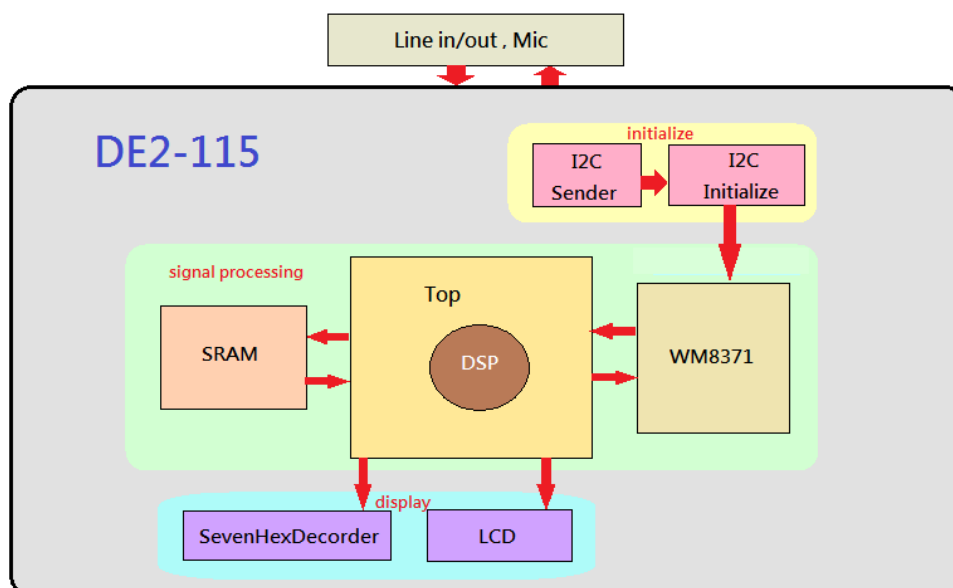 Line in/out , Mic
DE2-115
initialize
I2C
Sender
I2C
Initialize
signal processing
Top
SRAM
DSP
WM8371
display
SevenHexDecorder
LCD